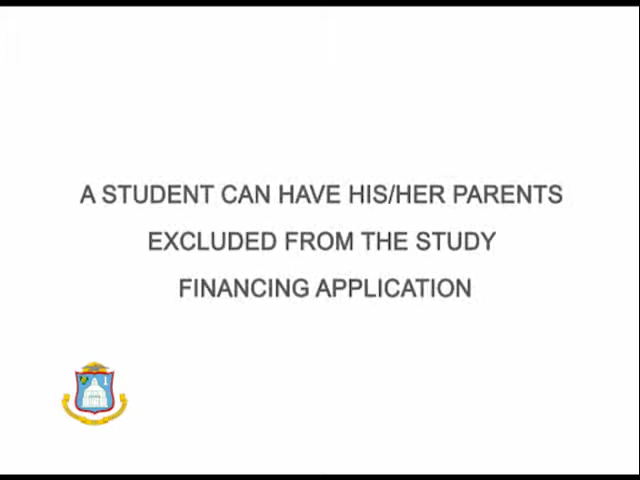 A STUDENT CAN HAVE HIS/HER PARENTS
EXCLUDED FROM THE STUDY
FINANCING APPLICATION